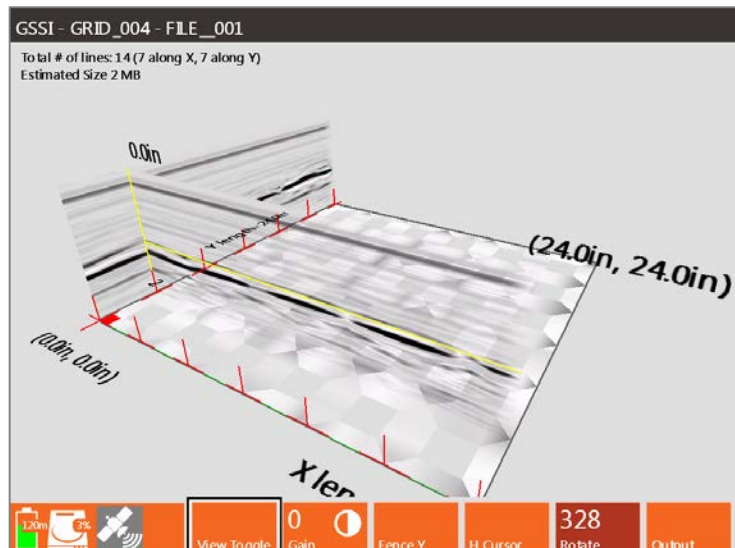 GSSI - GRID_004 - FILE__001
Total # of lines: 14 (7 along X, 7 along Y)
Estimated Size 2 MB
0.0in
Y length
(24.0in, 24.0in)
(0.0in, 0.0in)
X len
120m
3%
View Toggle
0
Gain
Fence Y
H Cursor
328
Rotate
Output